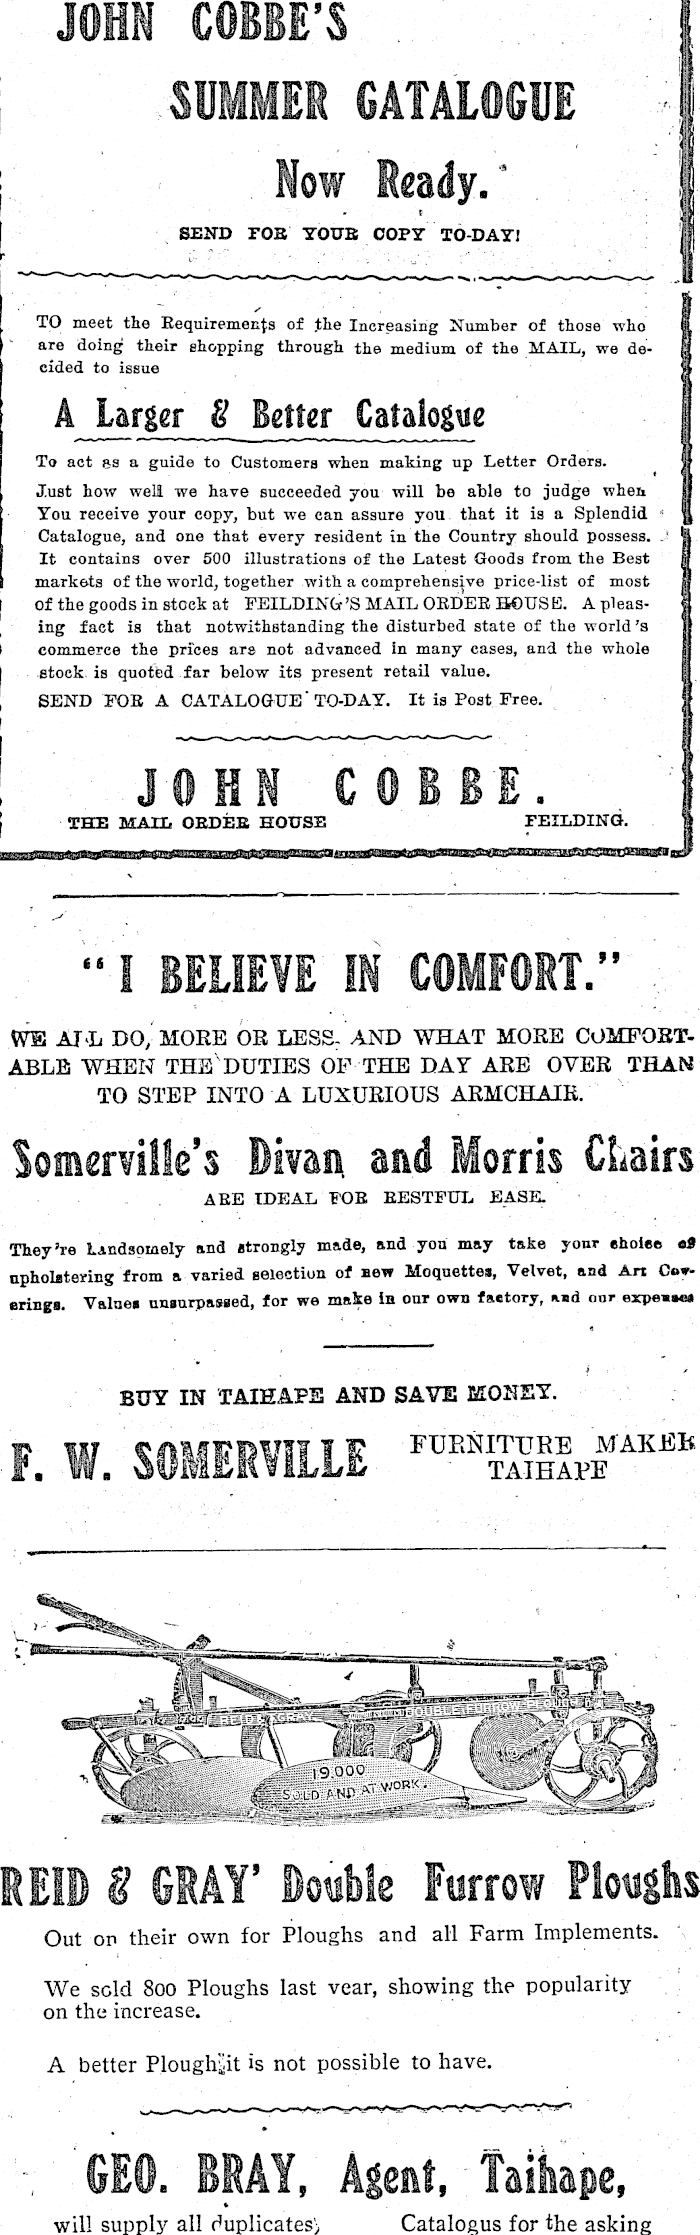 JOHN COBBE'S
SUMMER CATALOGUE
Now Ready.
SEND FOR YOUR COPY TO-DAY!
TO meet the Requirements of the Increasing Number of those who
are doing their shopping through the medium of the MAIL, we de-
cided to issue
A Larger & Better Catalogue
To act as a guide to Customers when making up Letter Orders.
Just how well we have succeeded you will be able to judge when
You receive your copy, but we can assure you that it is a Splendid
Catalogue, and one that every resident in the Country should possess.
It contains over 500 illustrations of the Latest Goods from the Best
markets of the world, together with a comprehensive price-list of most
of the goods in stock at FEILDING'S MAIL ORDER HOUSE. A pleas-
ing fact is that notwithstanding the disturbed state of the world's
commerce the prices are not advanced in many cases, and the whole
stock is quoted far below its present retail value.
SEND FOR A CATALOGUE TO-DAY. It is Post Free.
JOHN COBBE.
THE MAIL ORDER HOUSE FEILDING.
"I BELIEVE IN COMFORT."
WE ALL DO, MORE OR LESS. AND WHAT MORE COMFORT-
ABLE WHEN THE DUTIES OF THE DAY ARE OVER THAN
TO STEP INTO A LUXURIOUS ARMCHAIR.
Somerville's Divan and Morris Chairs
ARE IDEAL FOR RESTFUL EASE.
They're handsomely and strongly made, and you may take your choice of
upholstering from a varied selection of new Moquettes, Velvet, and Art Cov-
erings. Values unsurpassed, for we make in our own factory, and our expenses
BUY IN TAIHAPE AND SAVE MONEY.
F. W. SOMERVILLE FURNITURE MAKER
TAIHAPE
REID & GRAY DOUBLE FURROW PLOUGH
19.000
SOLD AND AT WORK.
REID & GRAY' Double Furrow Ploughs
Out on their own for Ploughs and all Farm Implements.
We sold 800 Ploughs last year, showing the popularity
on the increase.
A better Plough it is not possible to have.
GEO. BRAY, Agent, Taihape,
will supply all duplicates; Catalogus for the asking